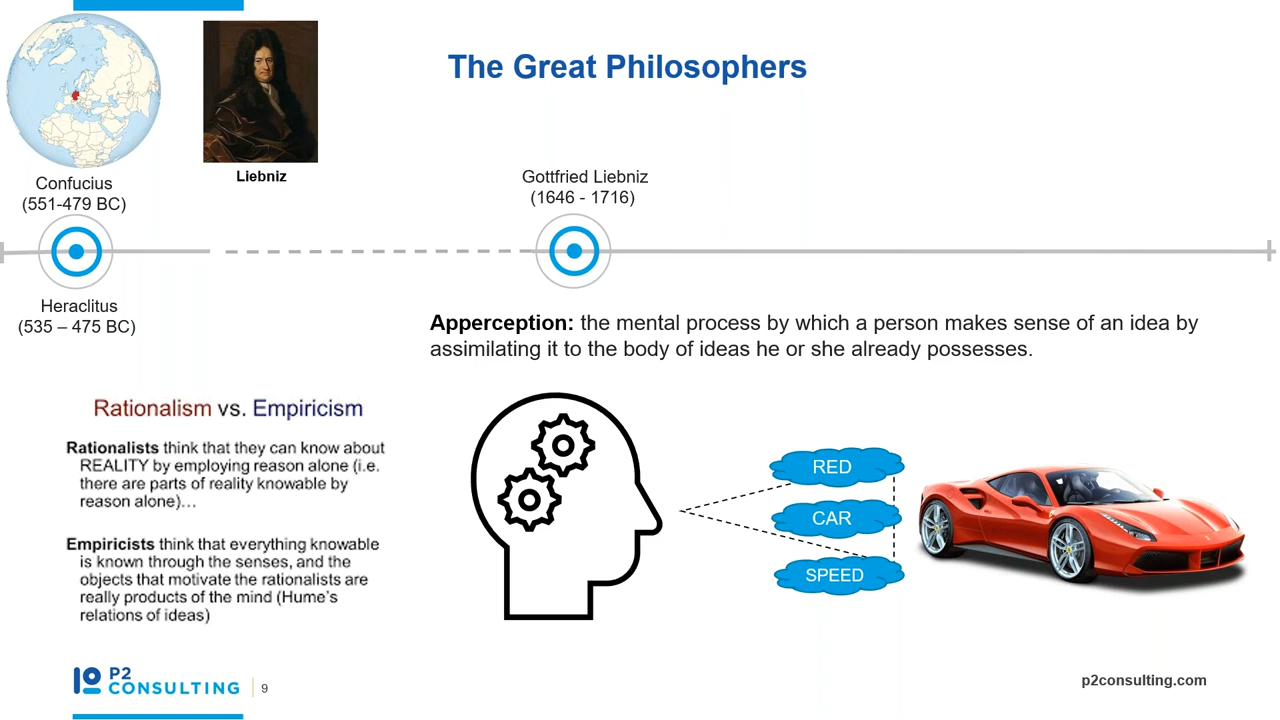 The Great Philosophers
Liebniz
Confucius
(551-479 BC)
Gottfried Liebniz
(1646 - 1716)
Heraclitus
(535 – 475 BC)
Apperception: the mental process by which a person makes sense of an idea by
assimilating it to the body of ideas he or she already possesses.
Rationalism vs. Empiricism
Rationalists think that they can know about
REALITY by employing reason alone (i.e.
there are parts of reality knowable by
reason alone)…
Empiricists think that everything knowable
is known through the senses, and the
objects that motivate the rationalists are
really products of the mind (Hume's
relations of ideas)
RED
CAR
SPEED
P2
CONSULTING
9
p2consulting.com